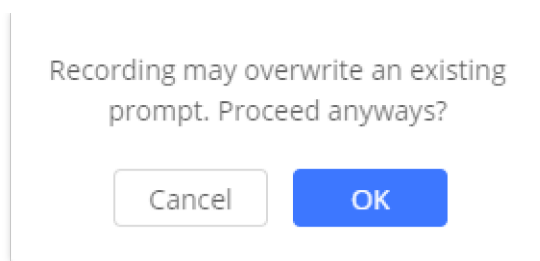 Recording may overwrite an existing
prompt. Proceed anyways?
Cancel
OK